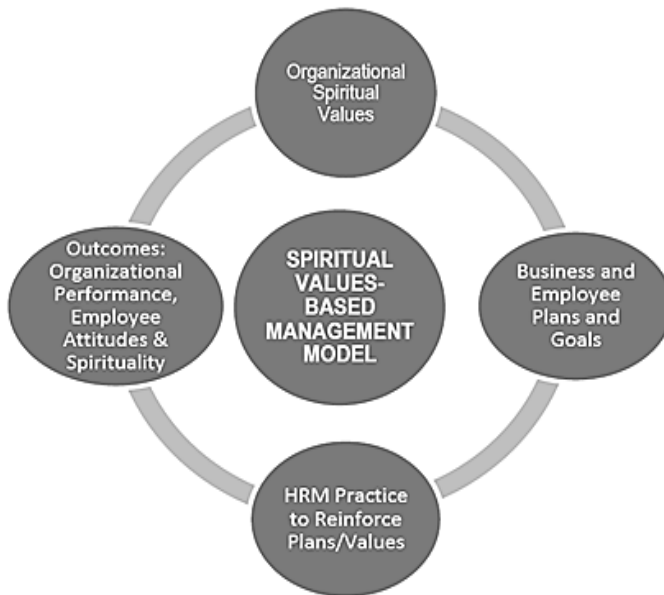 Organizational
Spiritual
Values
Outcomes:
Organizational
Performance,
Employee
Attitudes &
Spirituality
SPIRITUAL
VALUES-
BASED
MANAGEMENT
MODEL
Business and
Employee
Plans and
Goals
HRM Practice
to Reinforce
Plans/Values